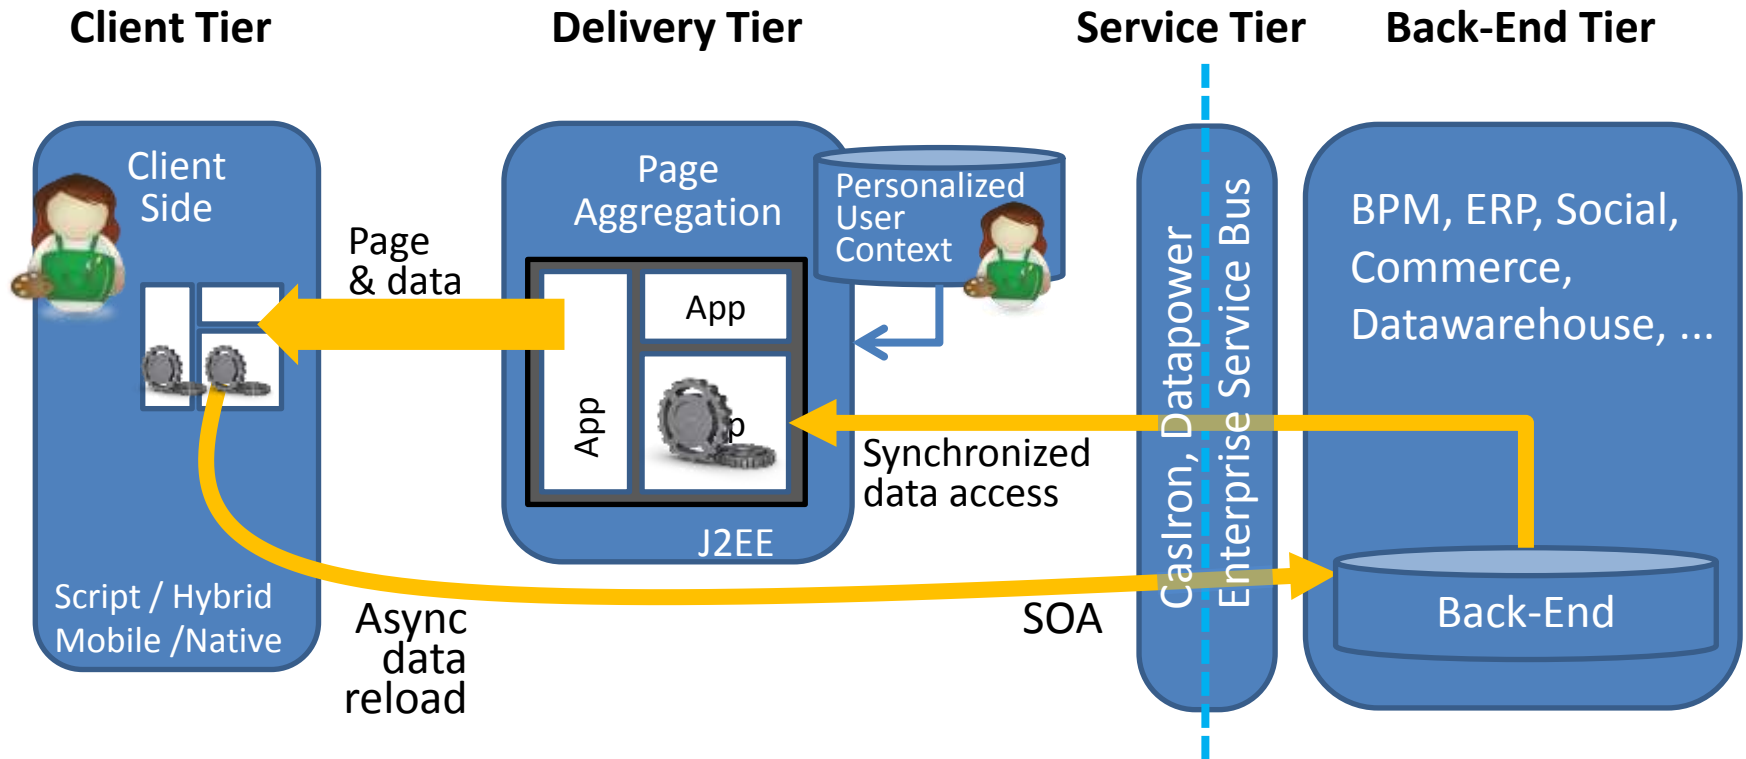 Client Tier
Delivery Tier
Service Tier
Back-End Tier
Client
Side
Page
& data
Script / Hybrid
Mobile /Native
Page
Aggregation
App
App
p
J2EE
Personalized
User
Context
Synchronized
data access
Async
data
reload
SOA
CasIron, Datapower
Enterprise Service Bus
BPM, ERP, Social,
Commerce,
Datawarehouse, ...
Back-End